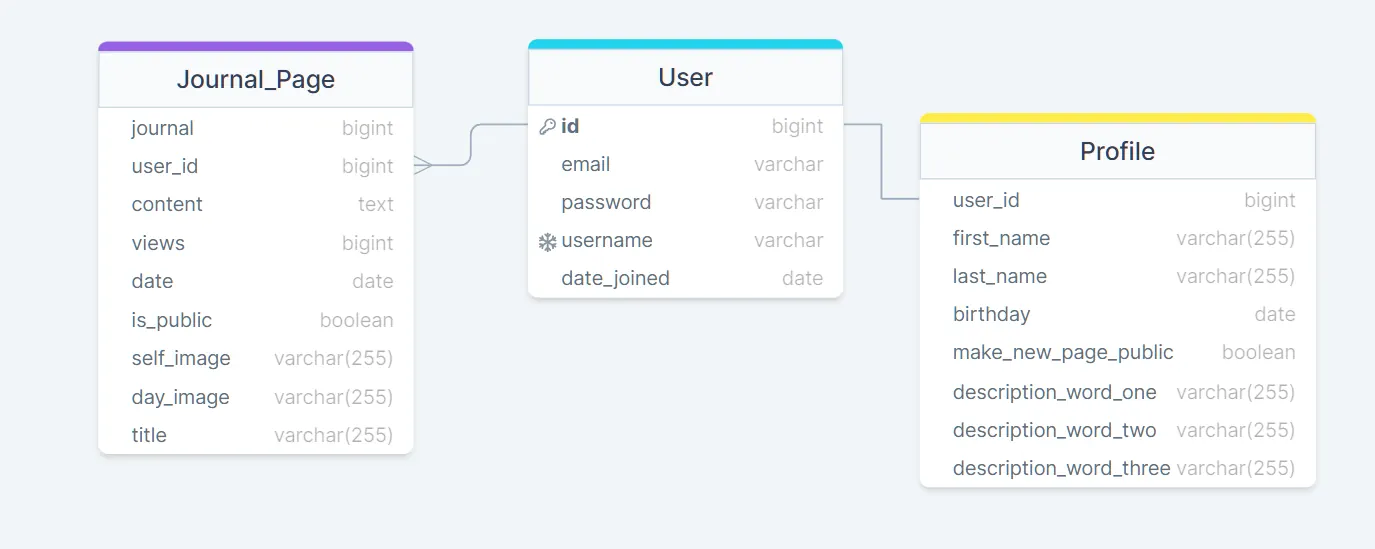 Journal_Page
journal bigint
user_id bigint
content text
views bigint
date date
is_public boolean
self_image varchar(255)
day_image varchar(255)
title varchar(255)
User
id bigint
email varchar
password varchar
username varchar
date_joined date
Profile
user_id bigint
first_name varchar(255)
last_name varchar(255)
birthday date
make_new_page_public boolean
description_word_one varchar(255)
description_word_two varchar(255)
description_word_three varchar(255)